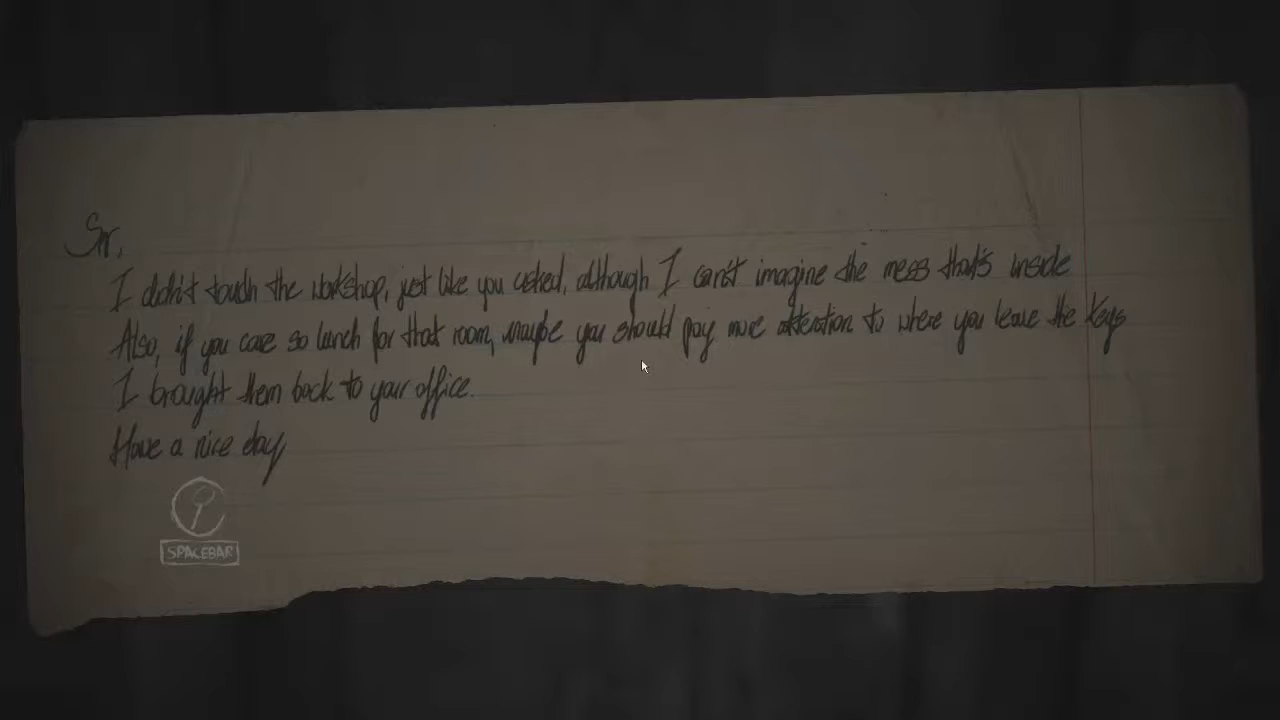 Sir,
I didn't touch the workshop, just like you asked, although I can't imagine the mess that's inside
Also, if you care so much for that room, maybe you should pay more attention to where you leave the keys
I brought them back to your office.
Have a nice day
SPACEBAR